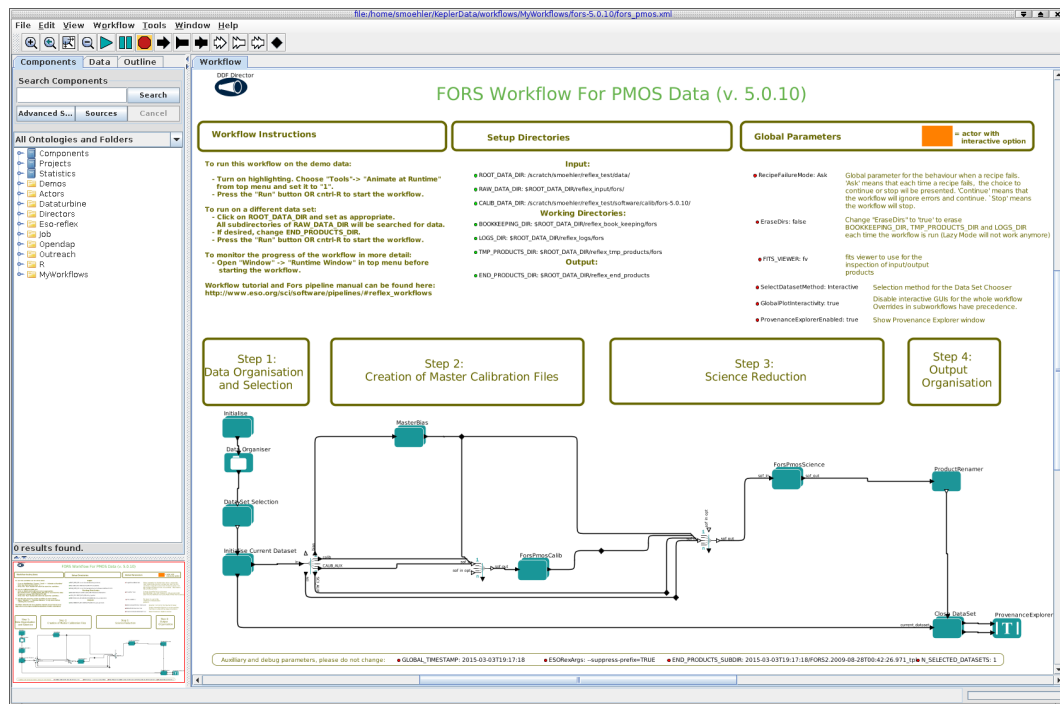 file:/home/smoehler/KeplerData/workflows/MyWorkflows/fors-5.0.10/fors_pmos.xml
File Edit View Workflow Tools Window Help
Components Data Outline
Search Components
Search
Advanced S... Sources Cancel
All Ontologies and Folders
Components
Projects
Statistics
Demos
Actors
Dataturbine
Directors
Eso-reflex
Job
Opendap
Outreach
R
MyWorkflows
0 results found.
Workflow
DDF Director
FORS Workflow For PMOS Data (v. 5.0.10)
Workflow Instructions
To run this workflow on the demo data:
- Turn on highlighting. Choose "Tools"-> "Animate at Runtime"
from top menu and set it to "1".
- Press the "Run" button OR cntrl-R to start the workflow.
To run on a different data set:
- Click on ROOT_DATA_DIR and set as appropriate.
All subdirectories of RAW_DATA_DIR will be searched for data.
- If desired, change END_PRODUCTS_DIR.
- Press the "Run" button OR cntrl-R to start the workflow.
To monitor the progress of the workflow in more detail:
- Open "Window" -> "Runtime Window" in top menu before
starting the workflow.
Workflow tutorial and Fors pipeline manual can be found here:
http://www.eso.org/sci/software/pipelines/#reflex_workflows
Setup Directories
Input:
ROOT_DATA_DIR: /scratch/smoehler/reflex_test/data/
RAW_DATA_DIR: $ROOT_DATA_DIR/reflex_input/fors/
CALIB_DATA_DIR: /scratch/smoehler/reflex_test/software/calib/fors-5.0.10/
Working Directories:
BOOKKEEPING_DIR: $ROOT_DATA_DIR/reflex_book_keeping/fors
LOGS_DIR: $ROOT_DATA_DIR/reflex_logs/fors
TMP_PRODUCTS_DIR: $ROOT_DATA_DIR/reflex_tmp_products/fors
Output:
END_PRODUCTS_DIR: $ROOT_DATA_DIR/reflex_end_products
Global Parameters
= actor with
interactive option
RecipeFailureMode: Ask
Global parameter for the behaviour when a recipe fails.
'Ask' means that each time a recipe fails, the choice to
continue or stop wil be presented. 'Continue' means that
the workflow will ignore errors and continue. 'Stop' means
the workflow will stop.
EraseDirs: false
Change "EraseDirs" to 'true' to erase
BOOKKEEPING_DIR, TMP_PRODUCTS_DIR and LOGS_DIR
each time the workflow is run (Lazy Mode will not work anymore)
FITS_VIEWER: fv
fits viewer to use for the
inspection of input/output
products
SelectDatasetMethod: Interactive
Selection method for the Data Set Chooser
GlobalPlotInteractivity: true
Disable interactive GUIs for the whole workflow
Overrides in subworkflows have precedence.
ProvenanceExplorerEnabled: true
Show Provenance Explorer window
Step 1:
Data Organisation
and Selection
Step 2:
Creation of Master Calibration Files
Step 3:
Science Reduction
Step 4:
Output
Organisation
Initialise
Data Organiser
DataSet Selection
Initialise Current Dataset
MasterBias
CALIB_AUX
sof in opt
sof_out
ForsPmosCalib
sof in opt
sof_out
ForsPmosScience
sof_in
sof_out
ProductRenamer
current_dataset
Close DataSet
ProvenanceExplorer
Auxiliary and debug parameters, please do not change:
GLOBAL_TIMESTAMP: 2015-03-03T19:17:18
ESORexArgs: --suppress-prefix=TRUE
END_PRODUCTS_SUBDIR: 2015-03-03T19:17:18/FORS2.2009-08-28T00:42:26.971_tpl
N_SELECTED_DATASETS: 1